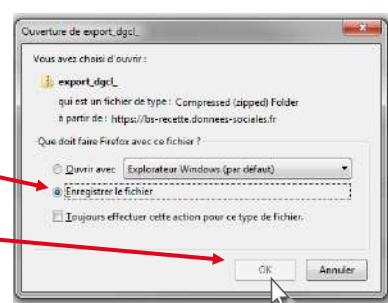 Ouverture de export_dgcl_
Vous avez choisi d'ouvrir :
export_dgcl_
qui est un fichier de type : Compressed (zipped) Folder
à partir de : https://bs-recette.donnees-sociales.fr
Que doit faire Firefox avec ce fichier ?
Ouvrir avec Explorateur Windows (par défaut)
Enregistrer le fichier
Toujours effectuer cette action pour ce type de fichier.
OK Annuler